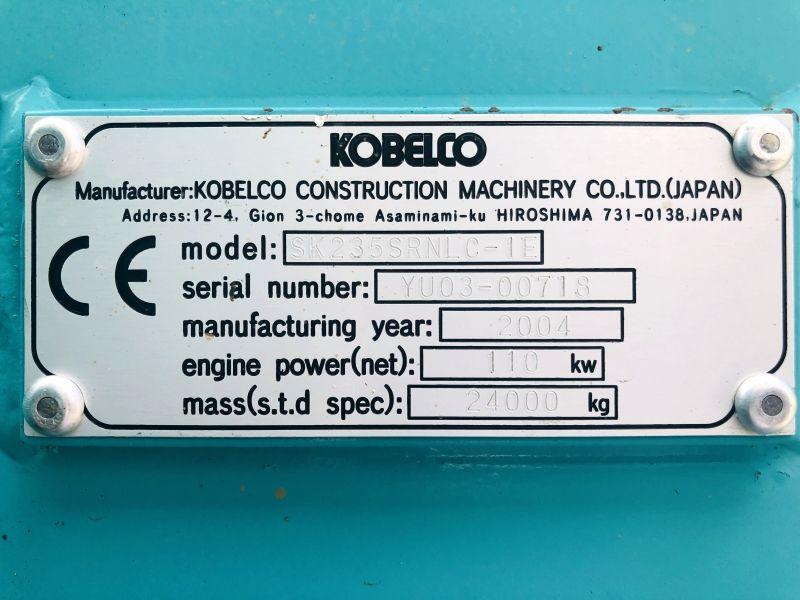 KOBELCO
Manufacturer:KOBELCO CONSTRUCTION MACHINERY CO.LTD.(JAPAN)
Address:12-4, Gion 3-chome Asaminami-ku HIROSHIMA 731-0138,JAPAN
CE
model: SK235SRNLC-1E
serial number: YU03-00718
manufacturing year: 2004
engine power(net): 110 kw
mass(s.t.d spec): 24000 kg